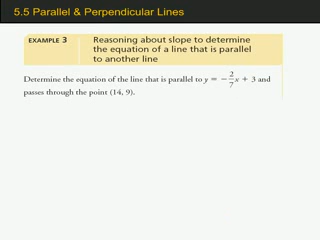 5.5 Parallel & Perpendicular Lines
EXAMPLE 3 Reasoning about slope to determine
the equation of a line that is parallel
to another line
Determine the equation of the line that is parallel to y = −2/7 x + 3 and
passes through the point (14, 9).